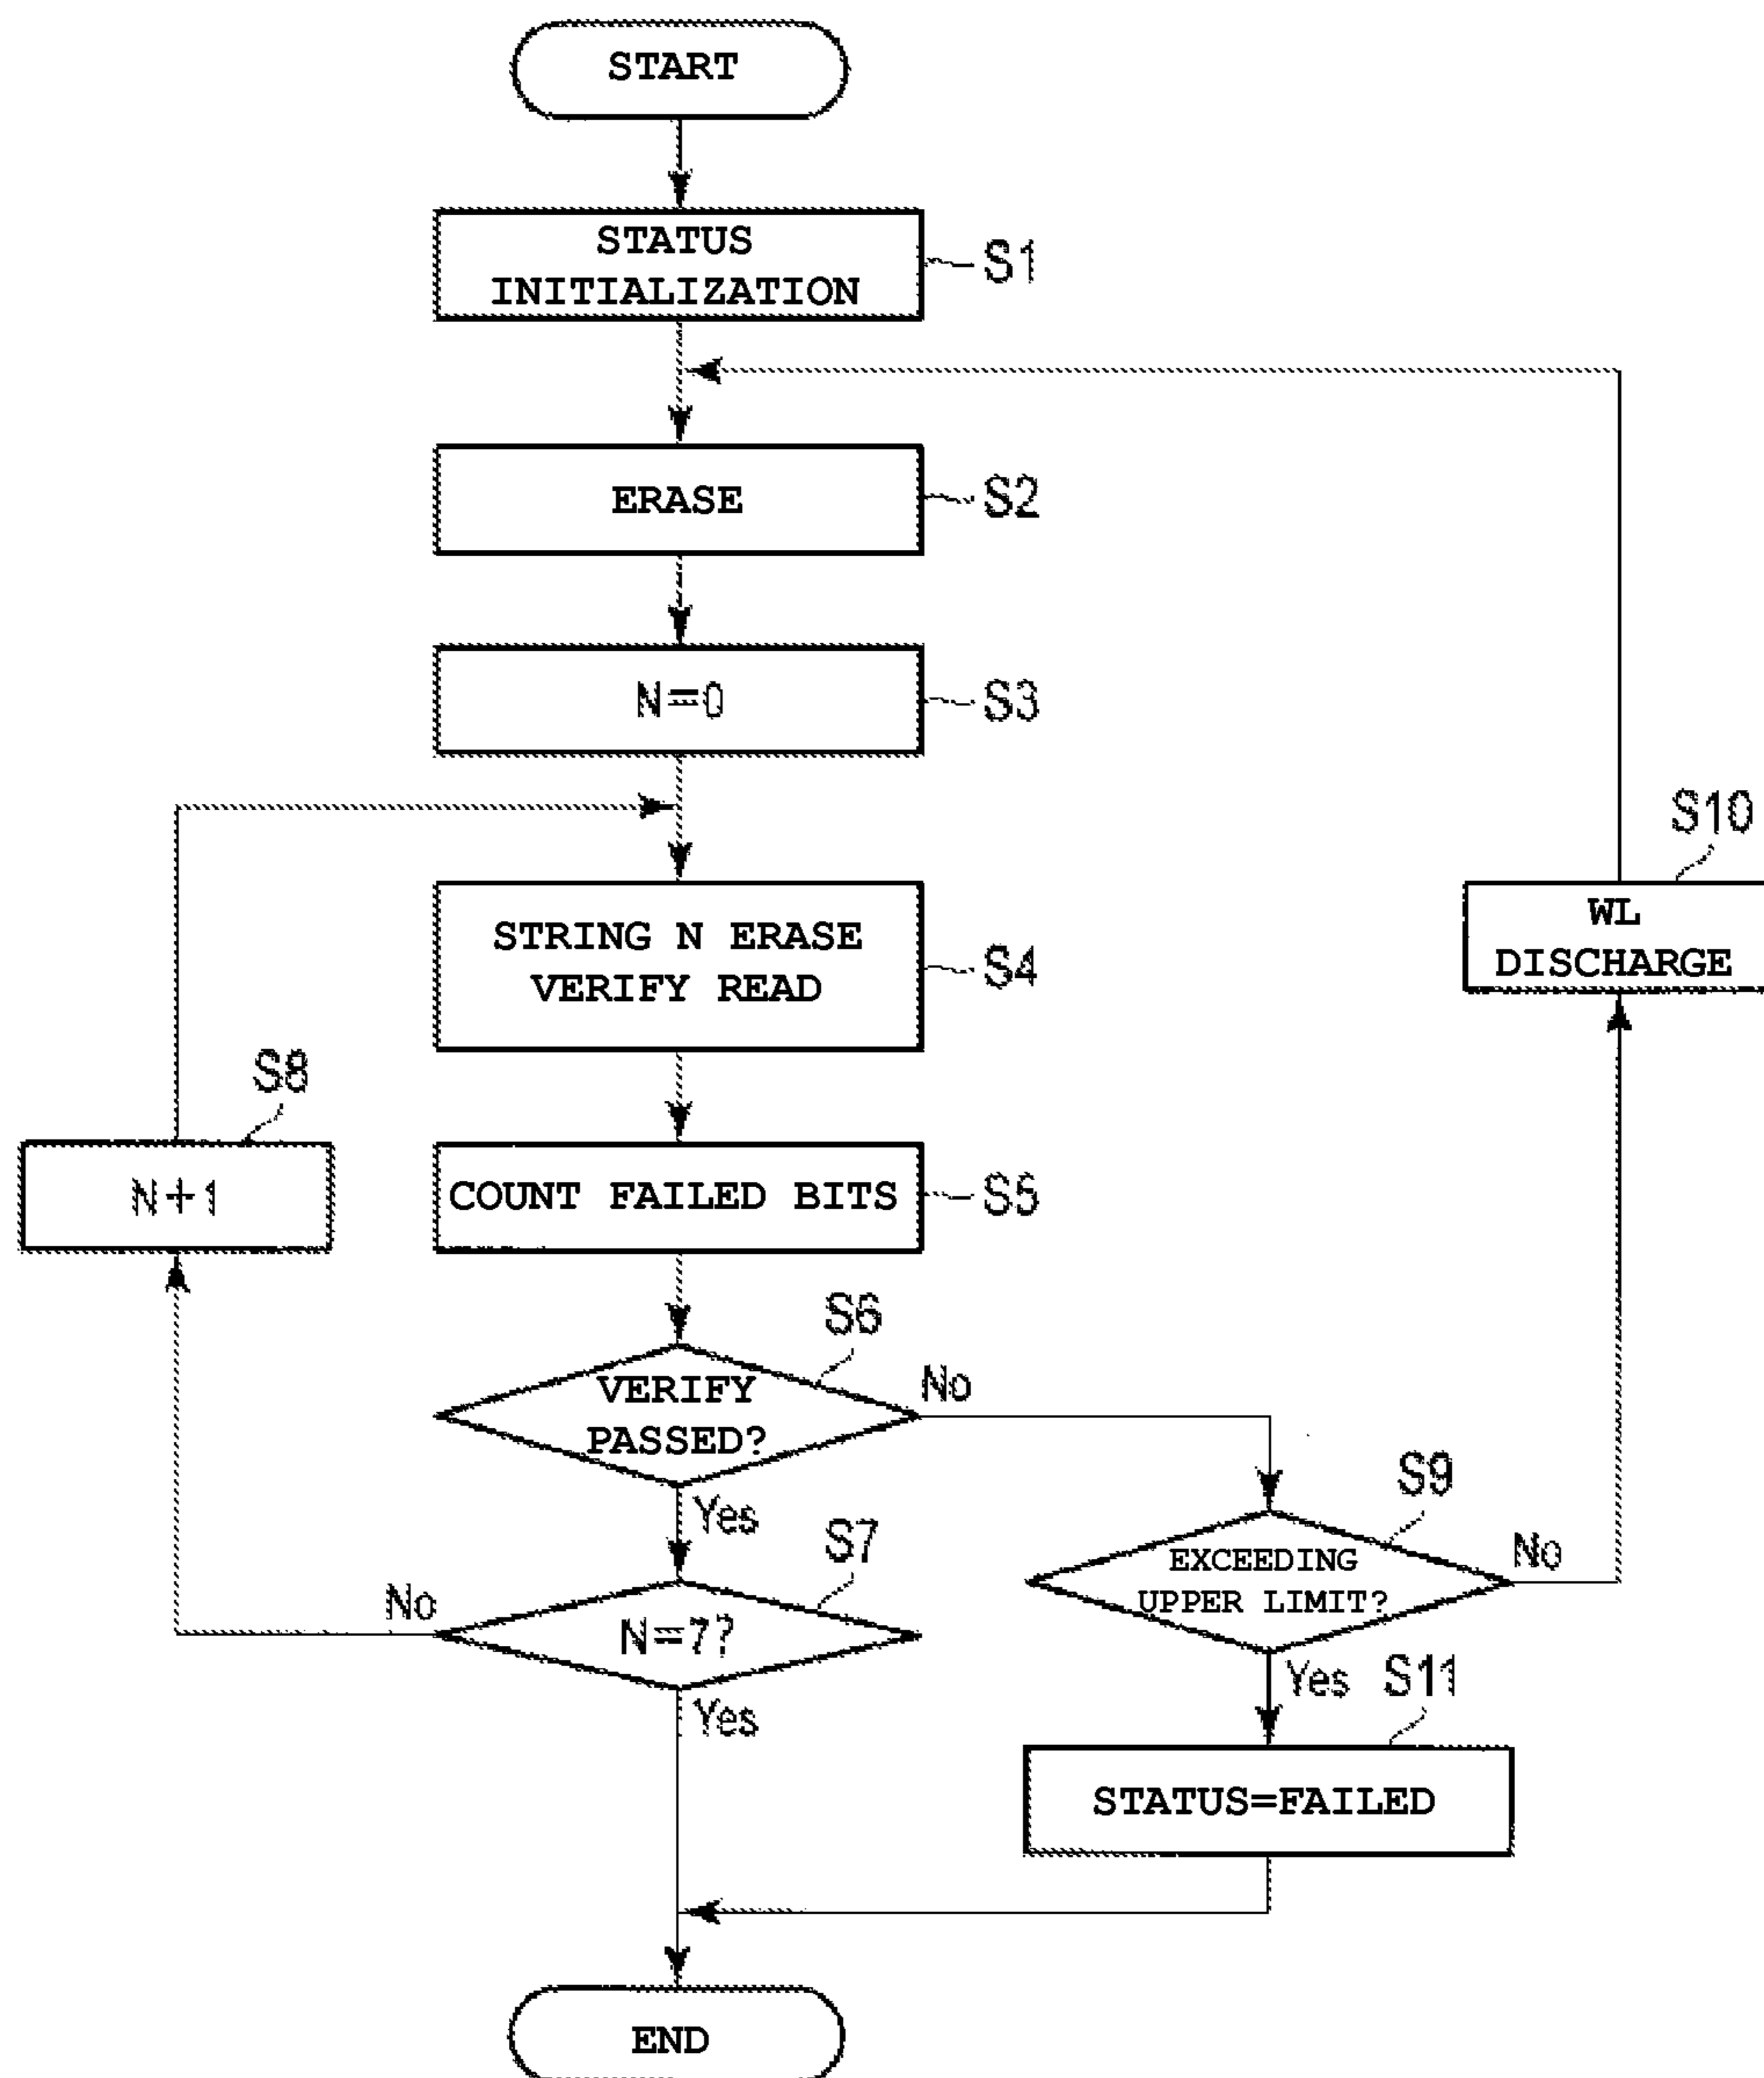 START
STATUS
INITIALIZATION
S1
ERASE
S2
N=0
S3
STRING N ERASE
VERIFY READ
S4
S10
WL
DISCHARGE
S8
N+1
COUNT FAILED BITS
S5
S6
VERIFY
PASSED?
No
Yes
S7
N=7?
No
Yes
S9
EXCEEDING
UPPER LIMIT?
No
Yes
S11
STATUS=FAILED
END